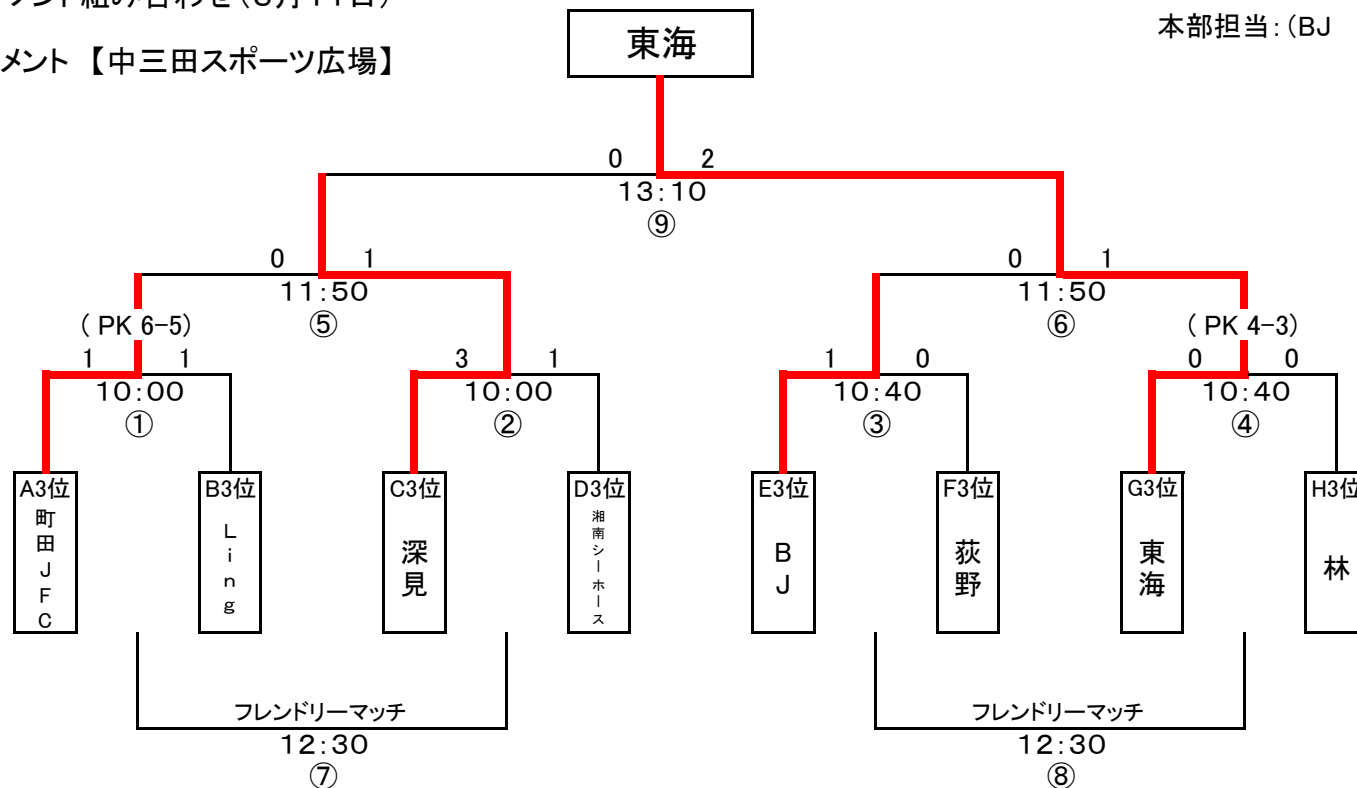 組み合わせ(
本部担当：(BJ
メント 【中三田スポーツ広場】
東海
0 2
13:10
⑨
0 1
11:50
⑤
0 1
11:50
⑥
( PK 6-5)
( PK 4-3)
1 1
10:00
①
3 1
10:00
②
1 0
10:40
③
0 0
10:40
④
A3位
町田JFC
B3位
Ling
C3位
深見
D3位
湘南シーホース
E3位
BJ
F3位
荻野
G3位
東海
H3位
林
フレンドリーマッチ
12:30
⑦
フレンドリーマッチ
12:30
⑧